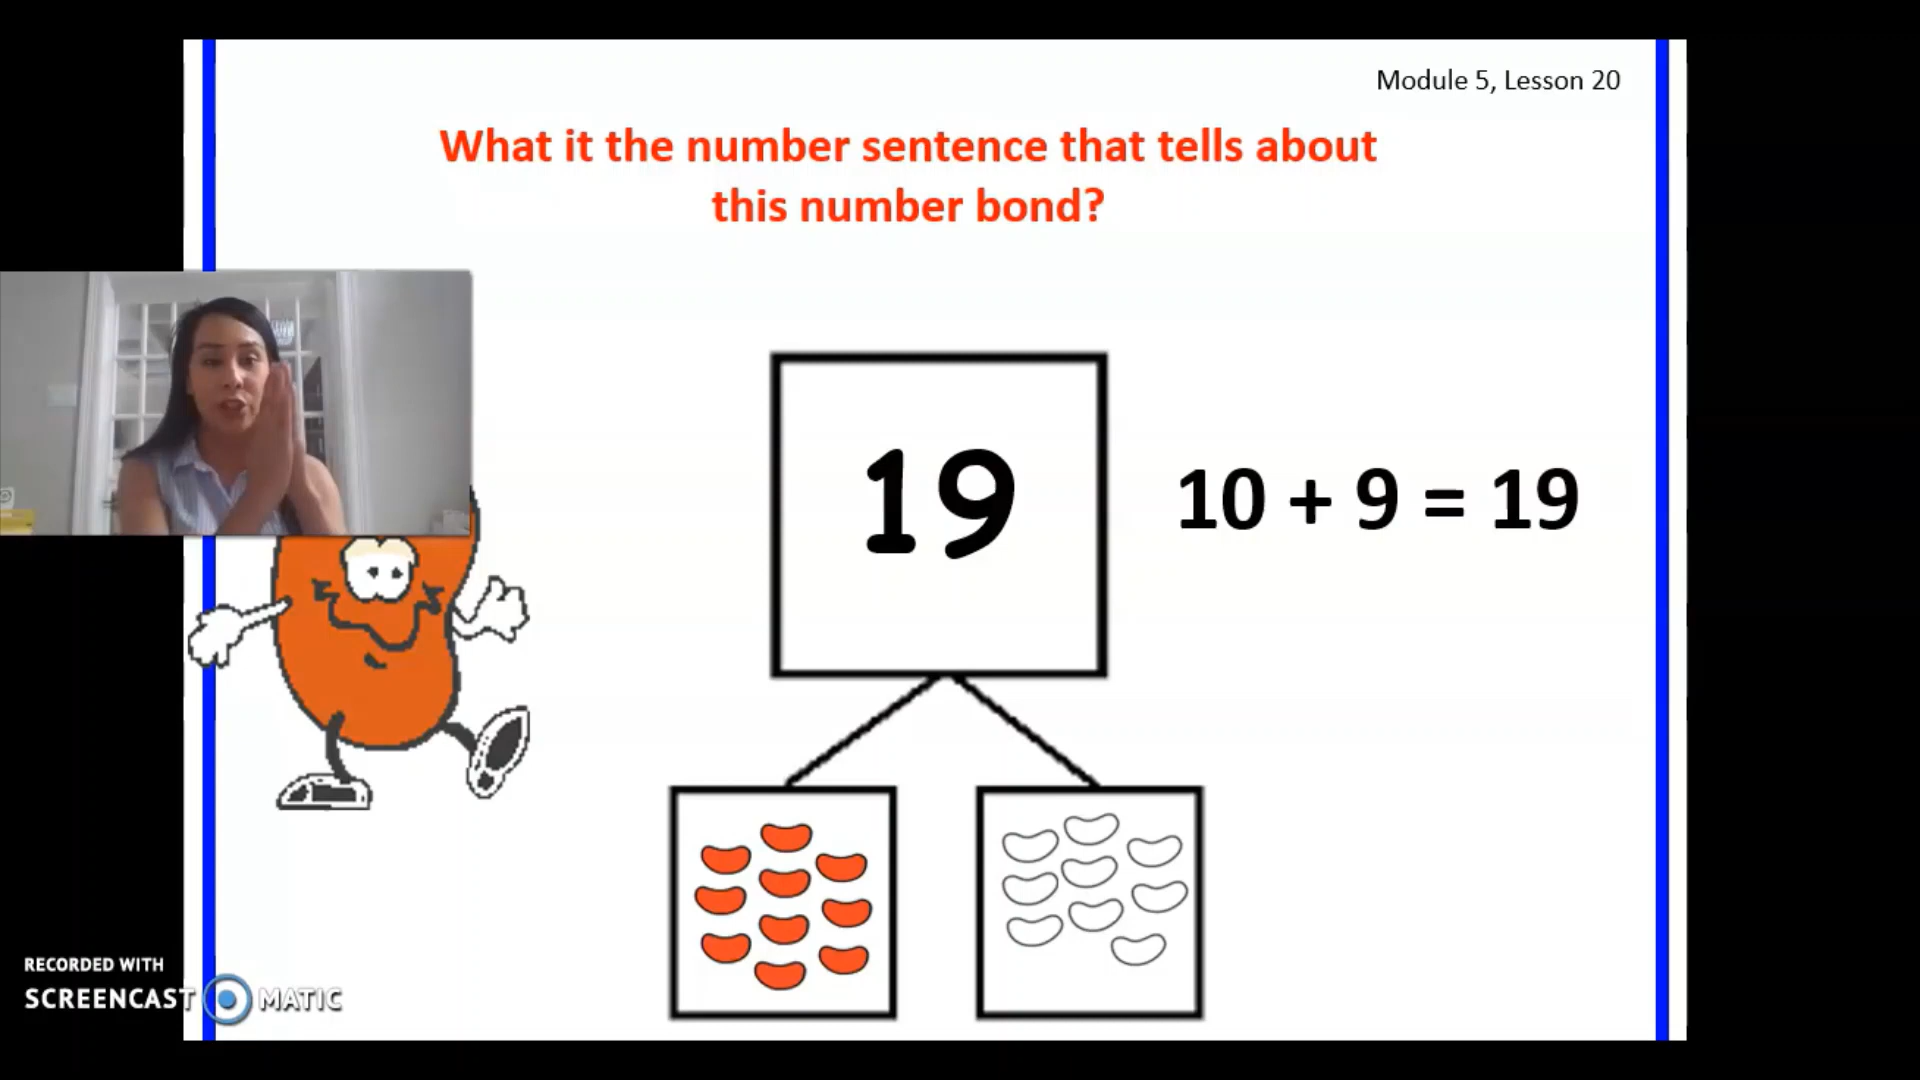 Module 5, Lesson 20
What it the number sentence that tells about
this number bond?
19
10 + 9 = 19
RECORDED WITH
SCREENCAST MATIC